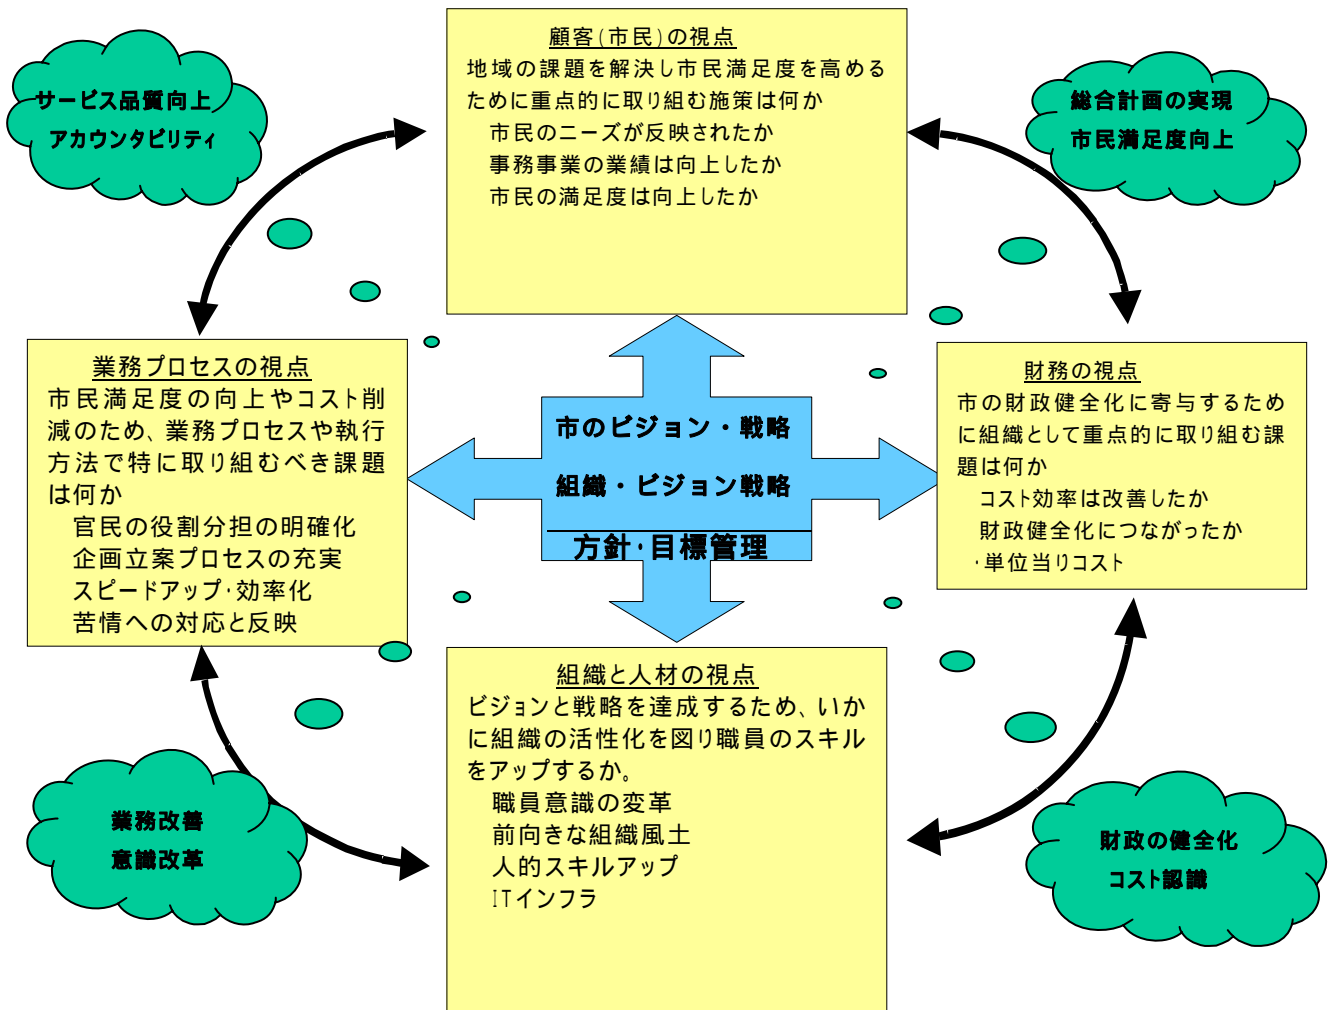 顧客(市民)の視点
地域の課題を解決し市民満足度を高める
ために重点的に取り組む施策は何か
市民のニーズが反映されたか
事務事業の業績は向上したか
市民の満足度は向上したか
サービス品質向上
アカウンタビリティ
総合計画の実現
市民満足度向上
業務プロセスの視点
市民満足度の向上やコスト削
減のため、業務プロセスや執行
方法で特に取り組むべき課題
は何か
官民の役割分担の明確化
企画立案プロセスの充実
スピードアップ・効率化
苦情への対応と反映
市のビジョン・戦略
組織・ビジョン戦略
方針・目標管理
財務の視点
市の財政健全化に寄与するため
に組織として重点的に取り組む課
題は何か
コスト効率は改善したか
財政健全化につながったか
・単位当りコスト
組織と人材の視点
ビジョンと戦略を達成するため、いか
に組織の活性化を図り職員のスキル
をアップするか。
職員意識の変革
前向きな組織風土
人的スキルアップ
ITインフラ
業務改善
意識改革
財政の健全化
コスト認識